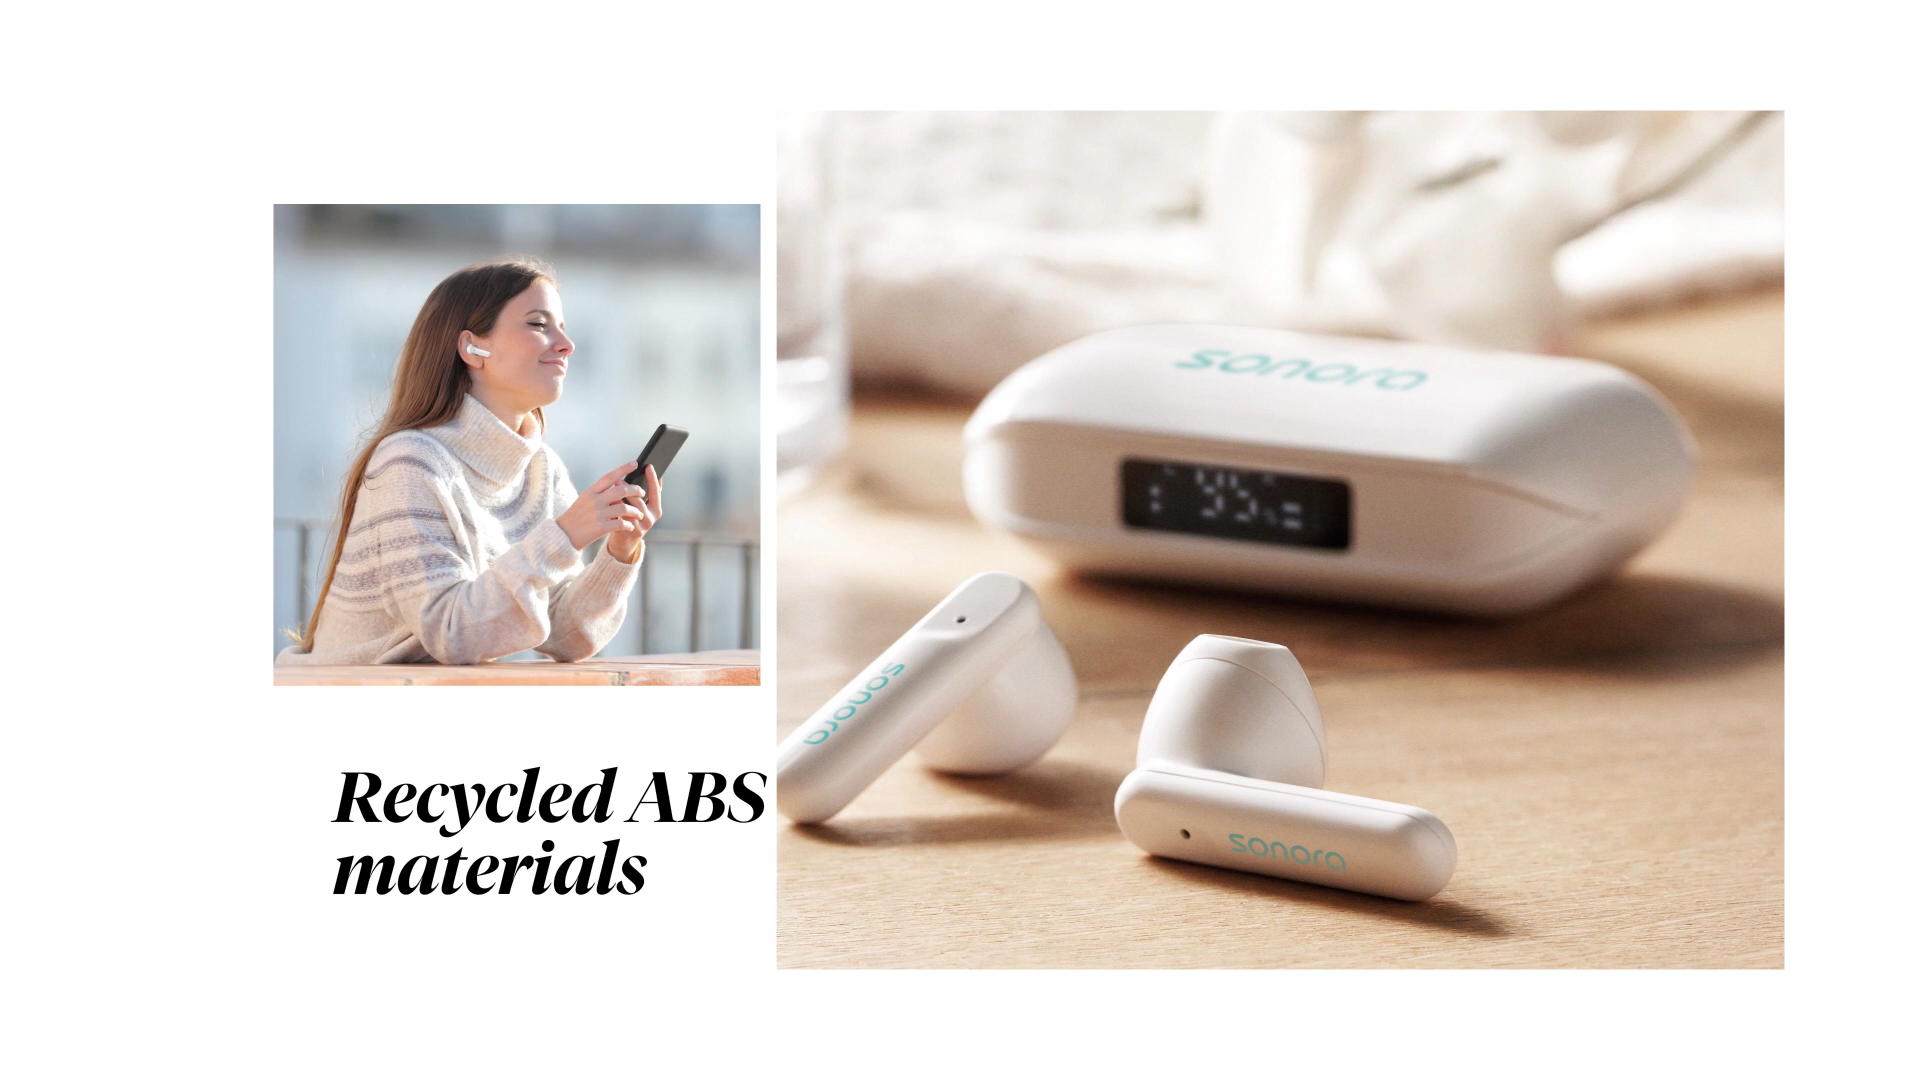 Recycled ABS
materials
sonora
sonora
sonora